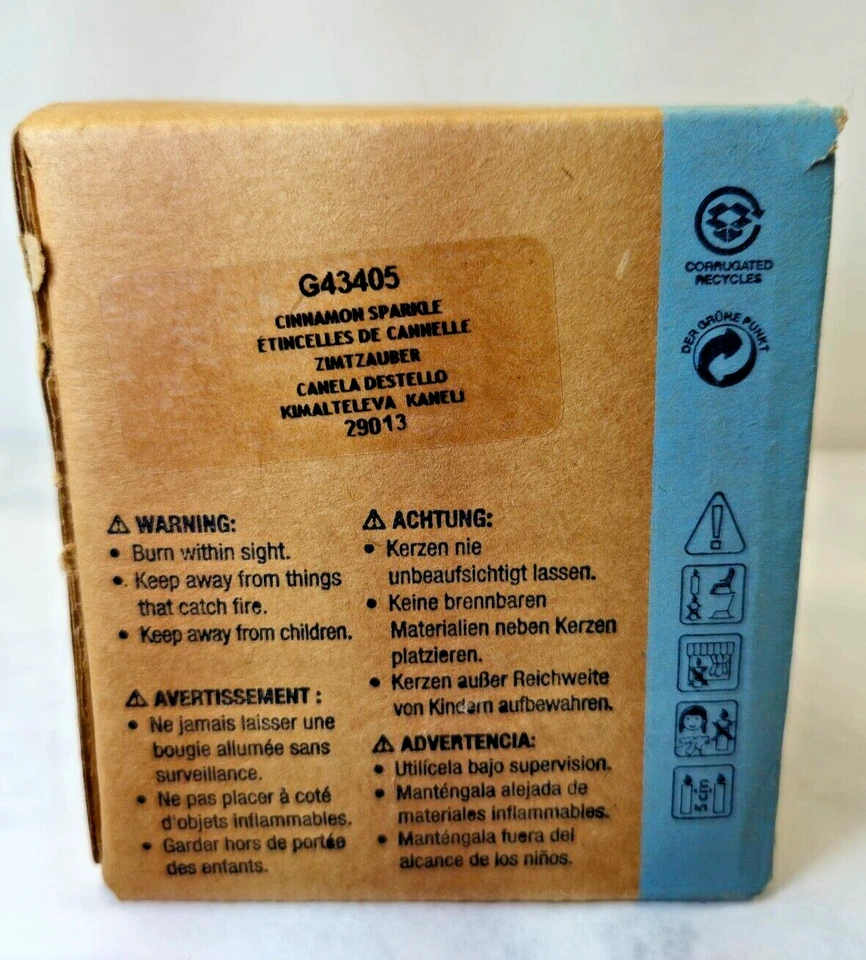 G43405
CINNAMON SPARKLE
ÉTINCELLES DE CANNELLE
ZIMTZAUBER
CANELA DESTELLO
KIMALTELEVA KANELI
29013
CORRUGATED
RECYCLES
DER GRÜNE PUNKT
⚠ WARNING:
• Burn within sight.
• Keep away from things
that catch fire.
• Keep away from children.
⚠ AVERTISSEMENT :
• Ne jamais laisser une
bougie allumée sans
surveillance.
• Ne pas placer à coté
d'objets inflammables.
• Garder hors de portée
des enfants.
⚠ ACHTUNG:
• Kerzen nie
unbeaufsichtigt lassen.
• Keine brennbaren
Materialien neben Kerzen
platzieren.
• Kerzen außer Reichweite
von Kindern aufbewahren.
⚠ ADVERTENCIA:
• Utilícela bajo supervision.
• Manténgala alejada de
materiales inflammables.
• Manténgala fuera del
alcance de los niños.
5 cm